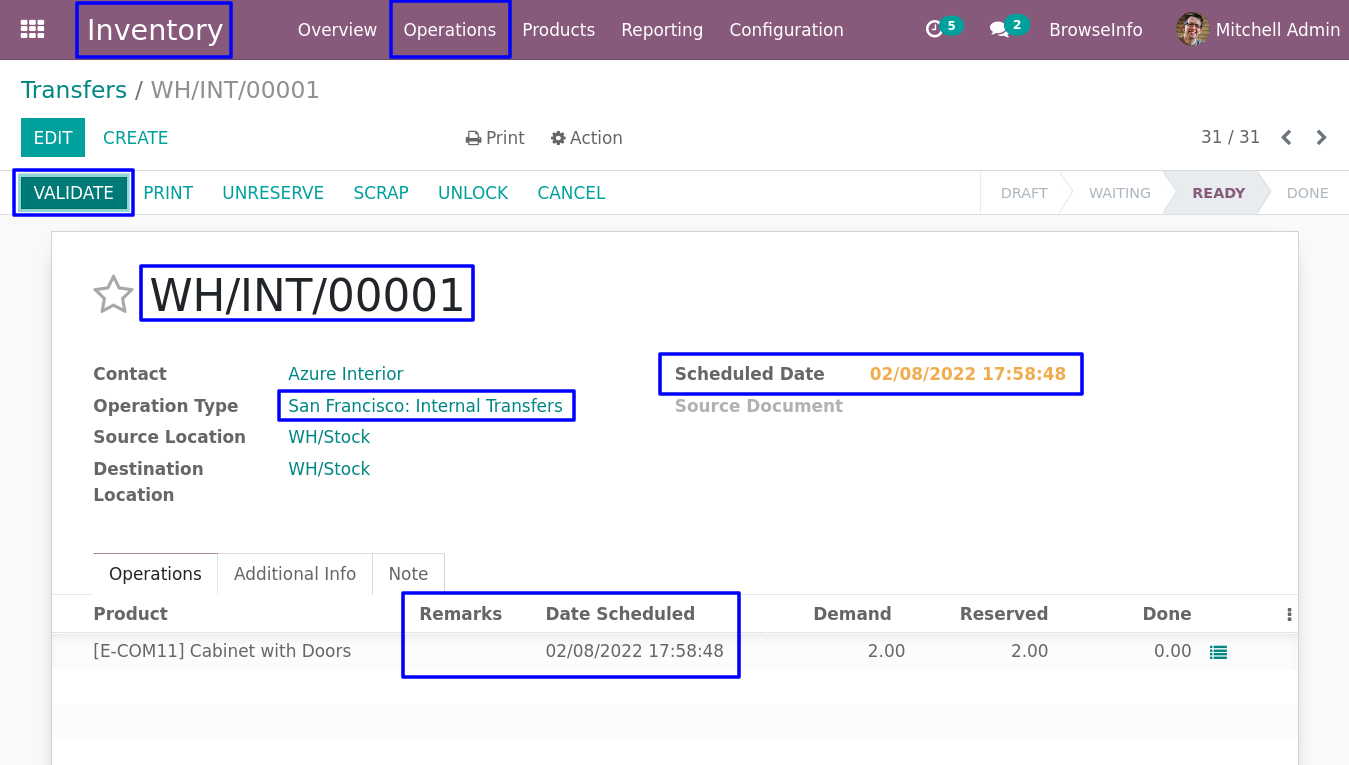 Inventory Overview Operations Products Reporting Configuration 5 2 BrowseInfo Mitchell Admin
Transfers / WH/INT/00001
EDIT CREATE Print Action 31 / 31
VALIDATE PRINT UNRESERVE SCRAP UNLOCK CANCEL DRAFT WAITING READY DONE
WH/INT/00001
Contact Azure Interior Scheduled Date 02/08/2022 17:58:48
Operation Type San Francisco: Internal Transfers Source Document
Source Location WH/Stock
Destination WH/Stock
Location
Operations Additional Info Note
Product Remarks Date Scheduled Demand Reserved Done
[E-COM11] Cabinet with Doors 02/08/2022 17:58:48 2.00 2.00 0.00